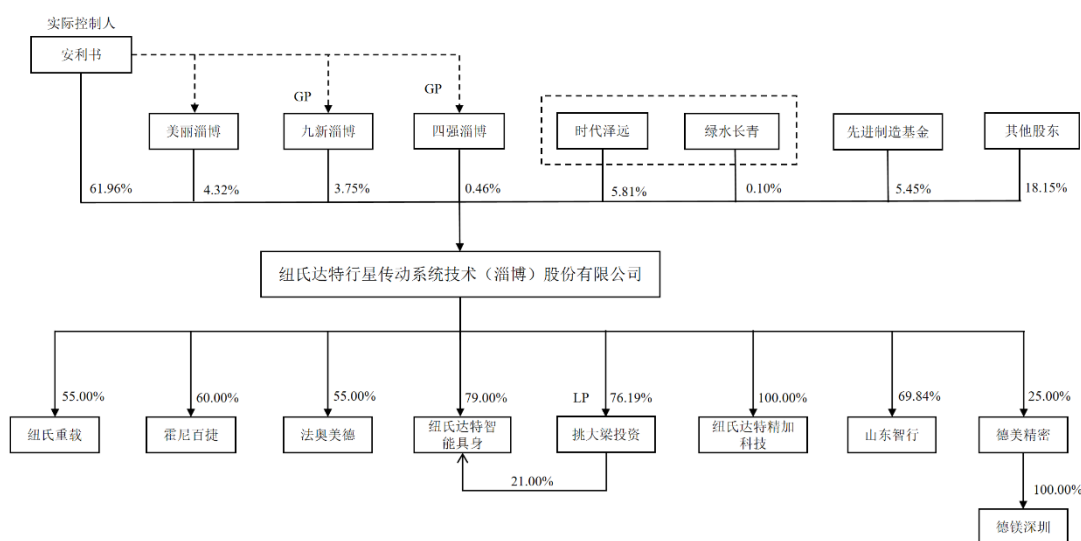 实际控制人
安利书
GP
GP
美丽淄博
九新淄博
四强淄博
时代泽远
绿水长青
先进制造基金
其他股东
61.96%
4.32%
3.75%
0.46%
5.81%
0.10%
5.45%
18.15%
纽氏达特行星传动系统技术（淄博）股份有限公司
55.00%
60.00%
55.00%
79.00%
LP
76.19%
100.00%
69.84%
25.00%
纽氏重载
霍尼百捷
法奥美德
纽氏达特智
能具身
挑大梁投资
纽氏达特精加
科技
山东智行
德美精密
21.00%
100.00%
德镁深圳